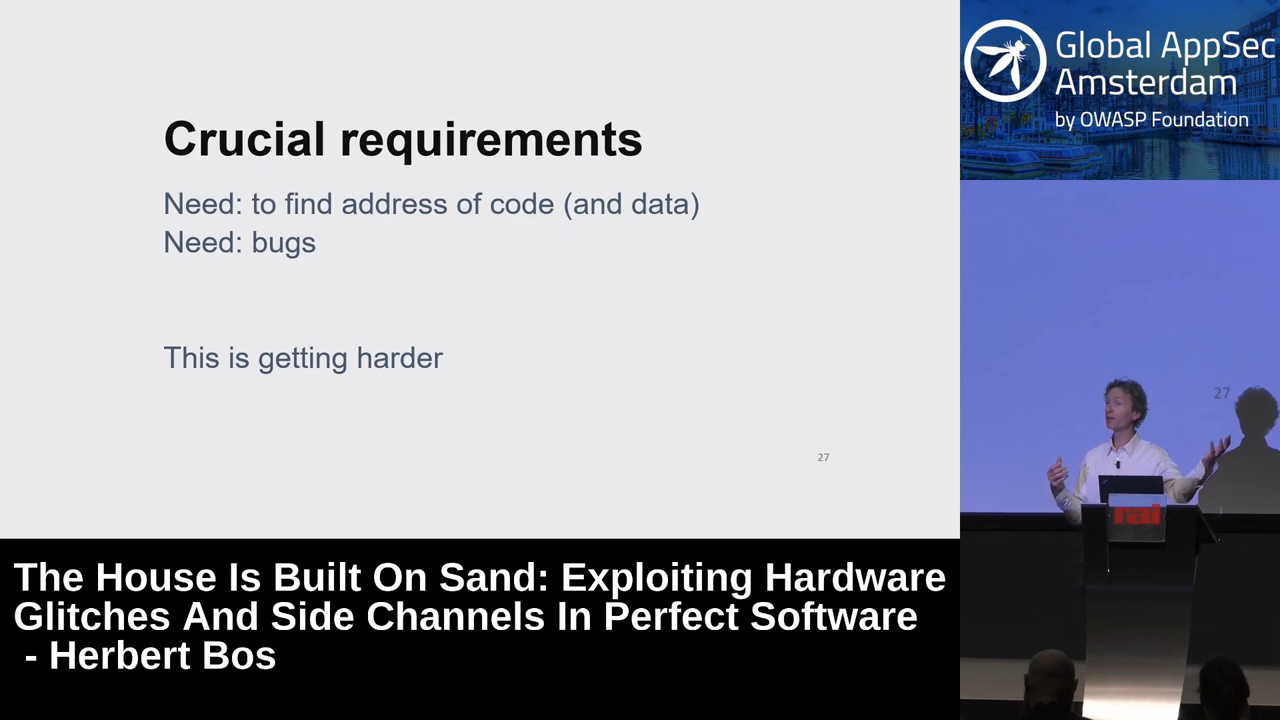 Crucial requirements
Need: to find address of code (and data)
Need: bugs
This is getting harder
27
Global AppSec
Amsterdam
by OWASP Foundation
27
rai
The House Is Built On Sand: Exploiting Hardware
Glitches And Side Channels In Perfect Software
- Herbert Bos